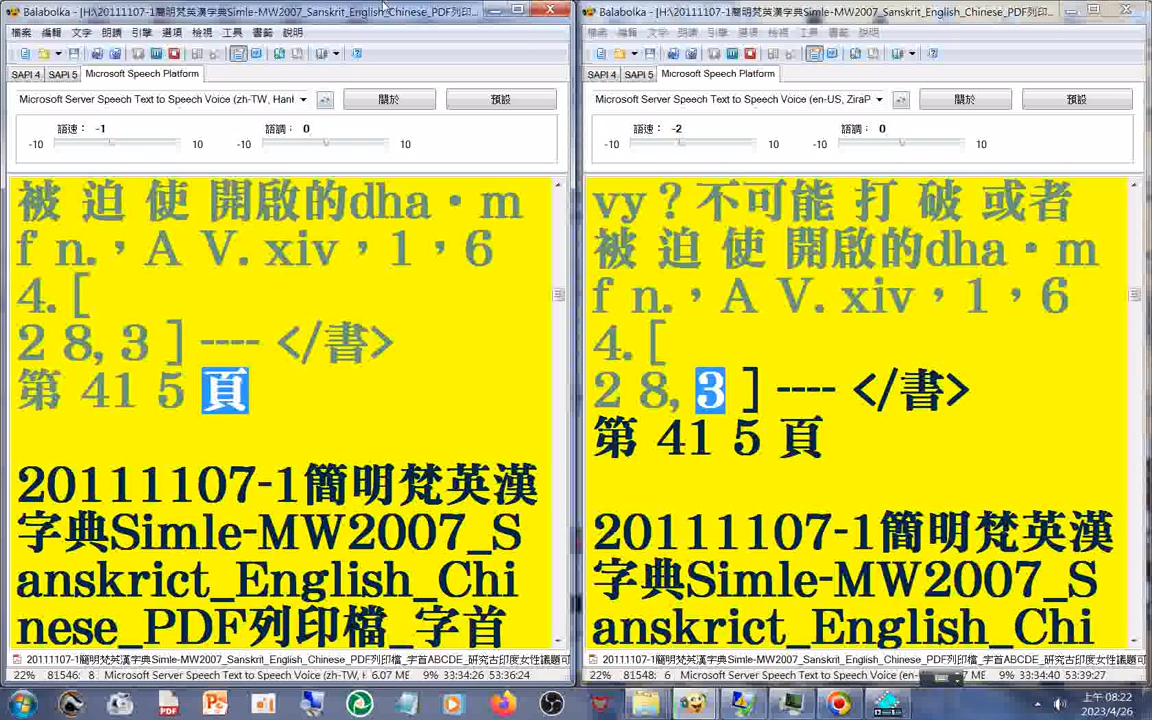 Balabolka - [H:\20111107-1簡明梵英漢字典Simle-MW2007_Sanskrit_English_Chinese_PDF列印...
檔案 編輯 文字 朗讀 引擎 選項 檢視 工具 書籤 說明
SAPI 4 SAPI 5 Microsoft Speech Platform
Microsoft Server Speech Text to Speech Voice (zh-TW, Hanl
關於 預設
語速： -1 語調： 0
-10 10 -10 10
被 迫 使 開啟的dha・m
f n.，A V. xiv，1，6
4. [
2 8, 3 ] ---- </書>
第 41 5 頁
20111107-1簡明梵英漢
字典Simle-MW2007_S
anskrict_English_Chi
nese_PDF列印檔_字首
20111107-1簡明梵英漢字典Simle-MW2007_Sanskrit_English_Chinese_PDF列印檔_字首ABCDE_研究古印度女性議題可
22% 81546: 8 Microsoft Server Speech Text to Speech Voice (zh-TW, H 6.07 ME 9% 33:34:26 53:36:24
Balabolka - [H:\20111107-1簡明梵英漢字典Simle-MW2007_Sanskrit_English_Chinese_PDF印...
檔案 編輯 文字 朗讀 引擎 選項 檢視 工具 書籤 說明
SAPI 4 SAPI 5 Microsoft Speech Platform
Microsoft Server Speech Text to Speech Voice (en-US, ZiraP
關於 預設
語速： -2 語調： 0
-10 10 -10 10
vy？不可能 打 破 或者
被 迫 使 開啟的dha・m
f n.，A V. xiv，1，6
4. [
2 8, 3 ] ---- </書>
第 41 5 頁
20111107-1簡明梵英漢
字典Simle-MW2007_S
anskrict_English_Chi
20111107-1簡明梵英漢字典Simle-MW2007_Sanskrit_English_Chinese_PDF列印檔_字首ABCDE_研究古印度女性議題可
22% 81548: 6 Microsoft Server Speech Text to Speech Voice (en-US, 9% 33:34:40 53:39:27
上午 08:22
2023/4/26